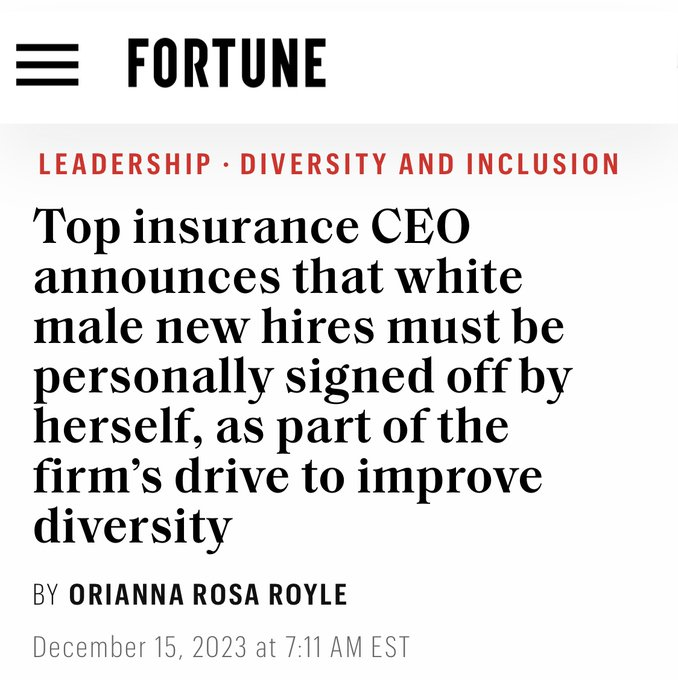 FORTUNE
LEADERSHIP · DIVERSITY AND INCLUSION
Top insurance CEO
announces that white
male new hires must be
personally signed off by
herself, as part of the
firm’s drive to improve
diversity
BY ORIANNA ROSA ROYLE
December 15, 2023 at 7:11 AM EST